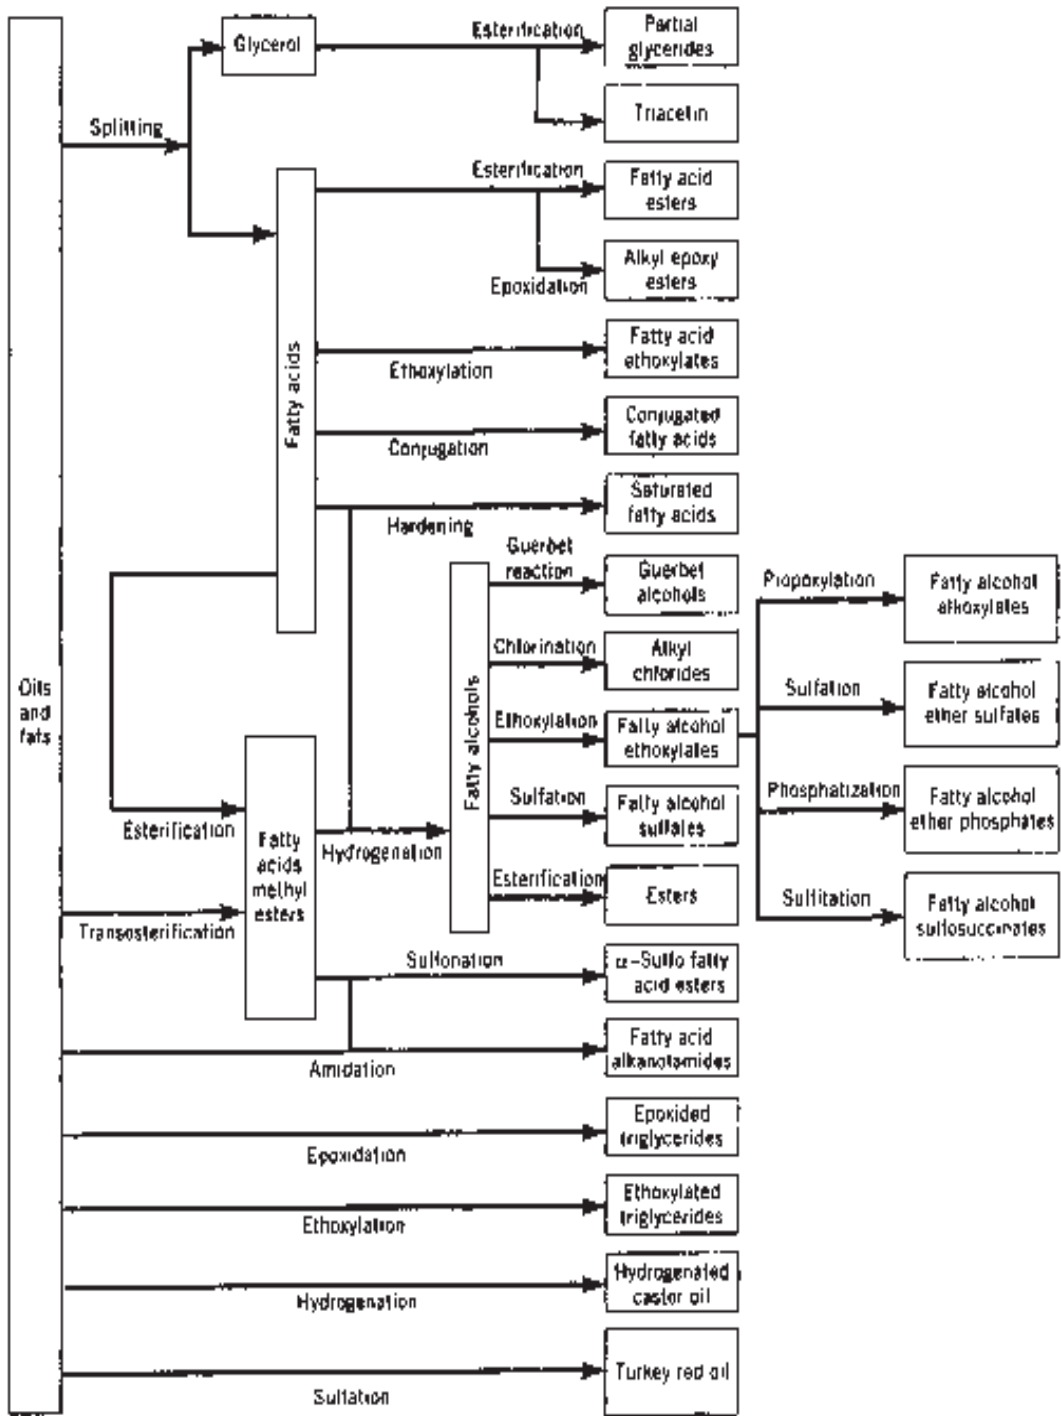 Glycerol
Esterification
Partial
glycerides
Triacetin
Splitting
Esterification
Fatty acid
esters
Alkyl epoxy
esters
Epoxidation
Fatty acids
Fatty acid
ethoxylates
Ethoxylation
Conjugated
fatty acids
Conjugation
Saturated
fatty acids
Hardening
Guerbet
reaction
Guerbet
alcohols
Propoxylation
Fatty alcohol
alkoxylates
Chlorination
Alkyl
chlorides
Oils
and
fats
Fatty alcohols
Sulfation
Fatty alcohol
ether sulfates
Ethoxylation
Fatty alcohol
ethoxylates
Phosphatization
Fatty alcohol
ether phosphates
Sulfation
Fatty alcohol
sulfates
Esterification
Fatty
acids
methyl
esters
Hydrogenation
Esterification
Esters
Sulfitation
Fatty alcohol
sulfosuccinates
Transosterification
Sulfonation
α-Sulfo fatty
acid esters
Fatty acid
alkanolamides
Amidation
Epoxided
triglycerides
Epoxidation
Ethoxylated
triglycerides
Ethoxylation
Hydrogenated
castor oil
Hydrogenation
Turkey red oil
Sulfation